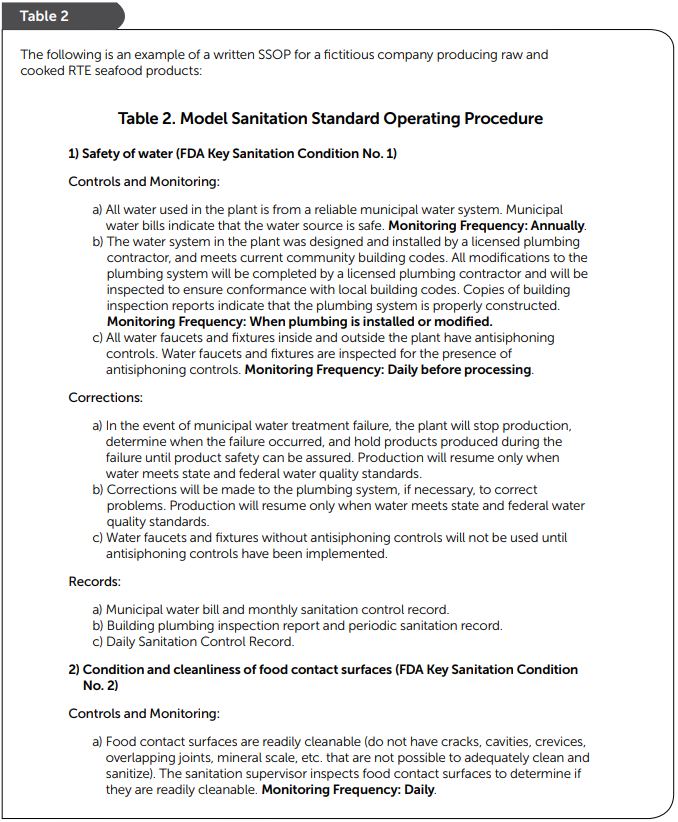 Table 2
The following is an example of a written SSOP for a fictitious company producing raw and
cooked RTE seafood products:
Table 2. Model Sanitation Standard Operating Procedure
1) Safety of water (FDA Key Sanitation Condition No. 1)
Controls and Monitoring:
a) All water used in the plant is from a reliable municipal water system. Municipal
water bills indicate that the water source is safe. Monitoring Frequency: Annually.
b) The water system in the plant was designed and installed by a licensed plumbing
contractor, and meets current community building codes. All modifications to the
plumbing system will be completed by a licensed plumbing contractor and will be
inspected to ensure conformance with local building codes. Copies of building
inspection reports indicate that the plumbing system is properly constructed.
Monitoring Frequency: When plumbing is installed or modified.
c) All water faucets and fixtures inside and outside the plant have antisiphoning
controls. Water faucets and fixtures are inspected for the presence of
antisiphoning controls. Monitoring Frequency: Daily before processing.
Corrections:
a) In the event of municipal water treatment failure, the plant will stop production,
determine when the failure occurred, and hold products produced during the
failure until product safety can be assured. Production will resume only when
water meets state and federal water quality standards.
b) Corrections will be made to the plumbing system, if necessary, to correct
problems. Production will resume only when water meets state and federal water
quality standards.
c) Water faucets and fixtures without antisiphoning controls will not be used until
antisiphoning controls have been implemented.
Records:
a) Municipal water bill and monthly sanitation control record.
b) Building plumbing inspection report and periodic sanitation record.
c) Daily Sanitation Control Record.
2) Condition and cleanliness of food contact surfaces (FDA Key Sanitation Condition
No. 2)
Controls and Monitoring:
a) Food contact surfaces are readily cleanable (do not have cracks, cavities, crevices,
overlapping joints, mineral scale, etc. that are not possible to adequately clean and
sanitize). The sanitation supervisor inspects food contact surfaces to determine if
they are readily cleanable. Monitoring Frequency: Daily.